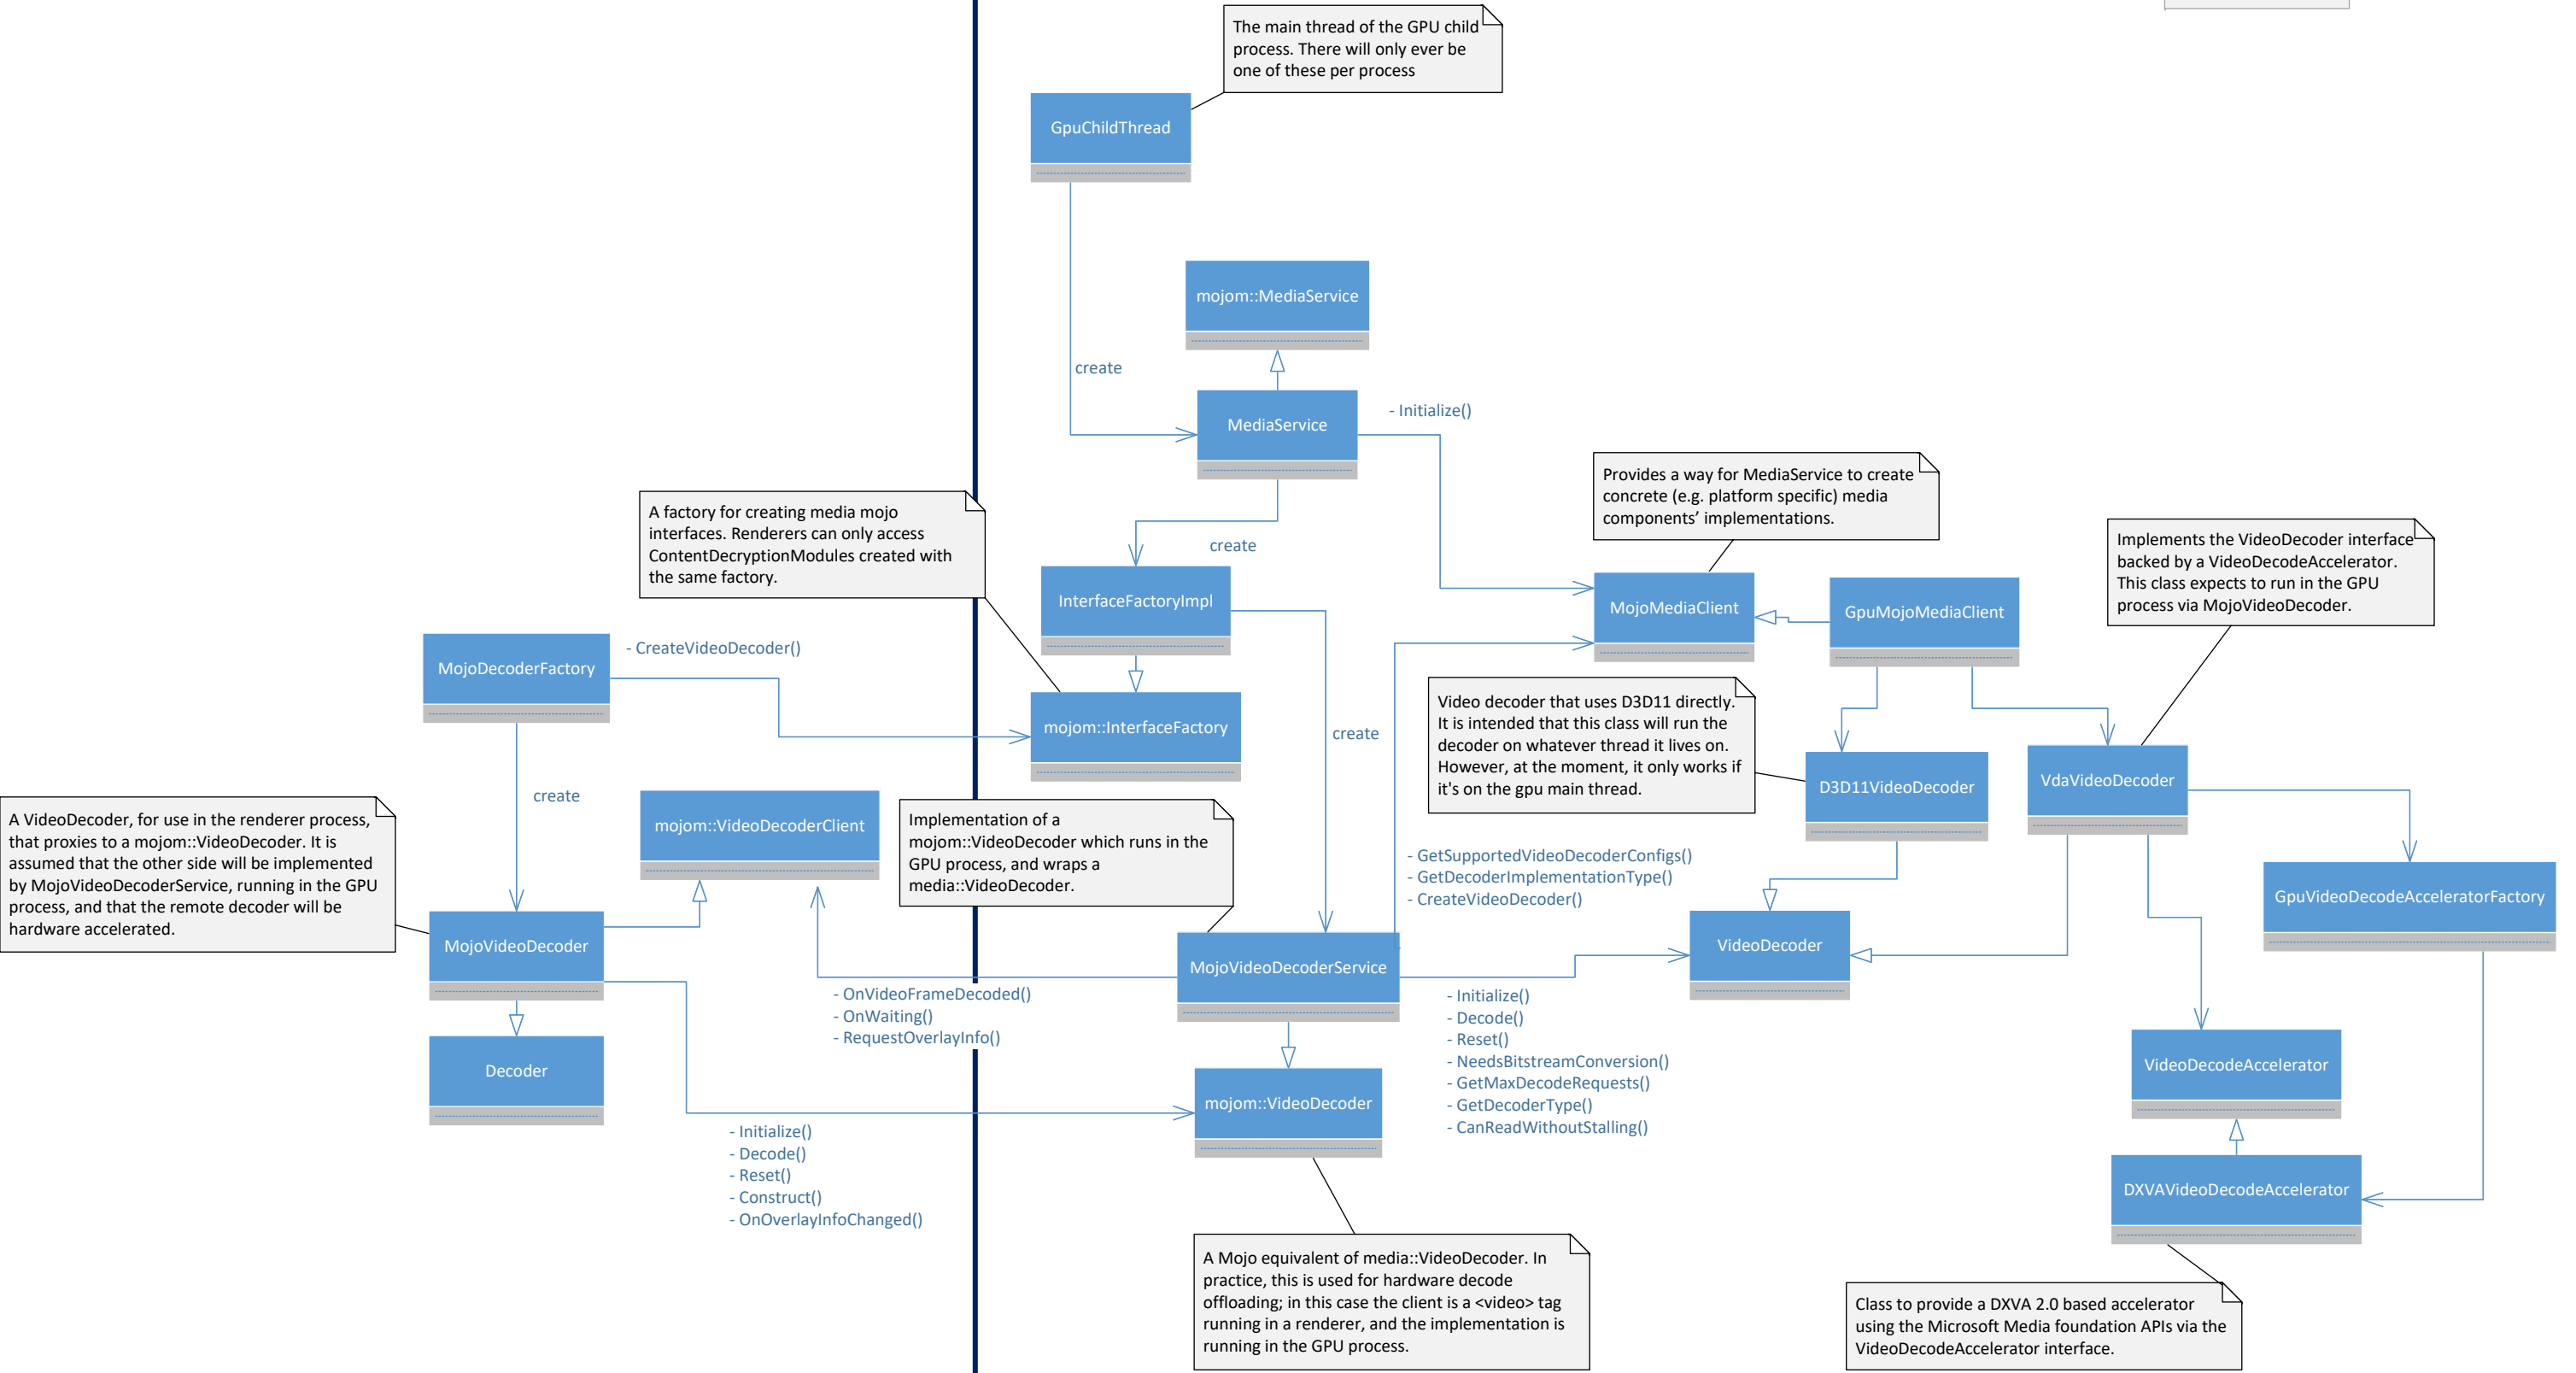 The main thread of the GPU child
process. There will only ever be
one of these per process
GpuChildThread
mojom::MediaService
create
MediaService
- Initialize()
A factory for creating media mojo
interfaces. Renderers can only access
ContentDecryptionModules created with
the same factory.
create
InterfaceFactoryImpl
Provides a way for MediaService to create
concrete (e.g. platform specific) media
components’ implementations.
MojoMediaClient
GpuMojoMediaClient
Implements the VideoDecoder interface
backed by a VideoDecodeAccelerator.
This class expects to run in the GPU
process via MojoVideoDecoder.
MojoDecoderFactory
- CreateVideoDecoder()
mojom::InterfaceFactory
create
Video decoder that uses D3D11 directly.
It is intended that this class will run the
decoder on whatever thread it lives on.
However, at the moment, it only works if
it's on the gpu main thread.
D3D11VideoDecoder
VdaVideoDecoder
create
A VideoDecoder, for use in the renderer process,
that proxies to a mojom::VideoDecoder. It is
assumed that the other side will be implemented
by MojoVideoDecoderService, running in the GPU
process, and that the remote decoder will be
hardware accelerated.
mojom::VideoDecoderClient
Implementation of a
mojom::VideoDecoder which runs in the
GPU process, and wraps a
media::VideoDecoder.
- GetSupportedVideoDecoderConfigs()
- GetDecoderImplementationType()
- CreateVideoDecoder()
GpuVideoDecodeAcceleratorFactory
MojoVideoDecoder
MojoVideoDecoderService
VideoDecoder
- OnVideoFrameDecoded()
- OnWaiting()
- RequestOverlayInfo()
- Initialize()
- Decode()
- Reset()
- NeedsBitstreamConversion()
- GetMaxDecodeRequests()
- GetDecoderType()
- CanReadWithoutStalling()
Decoder
mojom::VideoDecoder
VideoDecodeAccelerator
- Initialize()
- Decode()
- Reset()
- Construct()
- OnOverlayInfoChanged()
DXVAVideoDecodeAccelerator
A Mojo equivalent of media::VideoDecoder. In
practice, this is used for hardware decode
offloading; in this case the client is a <video> tag
running in a renderer, and the implementation is
running in the GPU process.
Class to provide a DXVA 2.0 based accelerator
using the Microsoft Media foundation APIs via the
VideoDecodeAccelerator interface.